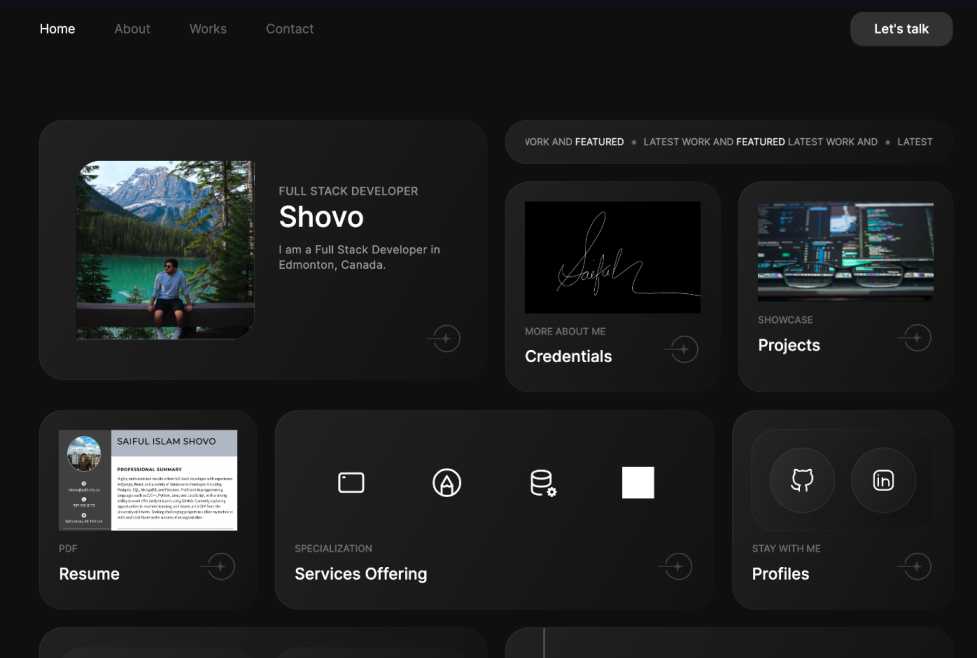 Home
About
Works
Contact
Let's talk
WORK AND FEATURED • LATEST WORK AND FEATURED LATEST WORK AND • LATEST
FULL STACK DEVELOPER
Shovo
I am a Full Stack Developer in
Edmonton, Canada.
Saiful
MORE ABOUT ME
Credentials
SHOWCASE
Projects
SAIFUL ISLAM SHOVO
PROFESSIONAL SUMMARY
PDF
Resume
SPECIALIZATION
Services Offering
in
STAY WITH ME
Profiles